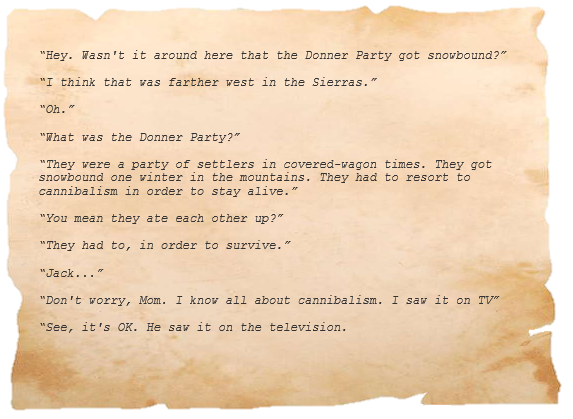 “Hey. Wasn't it around here that the Donner Party got snowbound?”
“I think that was farther west in the Sierras.”
“Oh.”
“What was the Donner Party?”
“They were a party of settlers in covered-wagon times. They got
snowbound one winter in the mountains. They had to resort to
cannibalism in order to stay alive.”
“You mean they ate each other up?”
“They had to, in order to survive.”
“Jack...”
“Don't worry, Mom. I know all about cannibalism. I saw it on TV”
“See, it's OK. He saw it on the television.